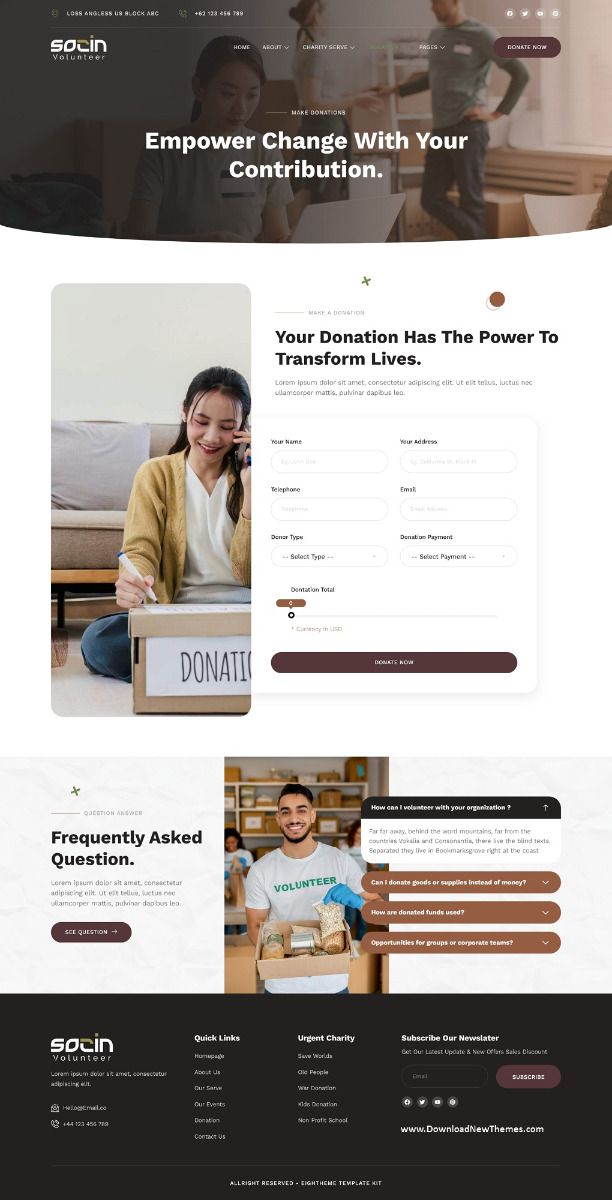 LOSS ANGLESS US BLOCK ABC
+62 123 456 789
socin
Volunteer
HOME
ABOUT
CHARITY SERVE
PAGES
DONATE NOW
MAKE DONATIONS
Empower Change With Your
Contribution.
MAKE A DONATION
Your Donation Has The Power To
Transform Lives.
Lorem ipsum dolor sit amet, consectetur adipiscing elit. Ut elit tellus, luctus nec
ullamcorper mattis, pulvinar dapibus leo.
Your Name
Your Address
Eg. John Doe
Eg. California St. Block N.
Telephone
Email
Telephone
Email Address
Donor Type
Donation Payment
-- Select Type --
-- Select Payment --
Dontation Total
0
* Currency in USD
DONATE NOW
DONATIO
QUESTION ANSWER
Frequently Asked
Question.
Lorem ipsum dolor sit amet, consectetur
adipiscing elit. Ut elit tellue, luctus nec
ullamcorper mattis, pulvinar dapibus leo.
SEE QUESTION
VOLUNTEER
How can I volunteer with your organization ?
Far far away, behind the word mountains, far from the
countries Vokalia and Consonantia, there live the blind texts.
Separated they live in Bookmarksgrove right at the coast
Can I donate goods or supplies instead of money?
How are donated funds used?
Opportunities for groups or corporate teams?
socin
Volunteer
Lorem ipsum dolor sit amet, consectetur
adipiscing elit.
Hello@Email.co
+44 123 456 789
Quick Links
Homepage
About Us
Our Serve
Our Events
Donation
Contact Us
Urgent Charity
Save Worlds
Old People
War Donation
Kids Donation
Non Profit School
Subscribe Our Newslater
Get Our Latest Update & New Offers Sales Discount
Email
SUBSCRIBE
www.DownloadNewThemes.com
ALLRIGHT RESERVED • EIGHTHEME TEMPLATE KIT